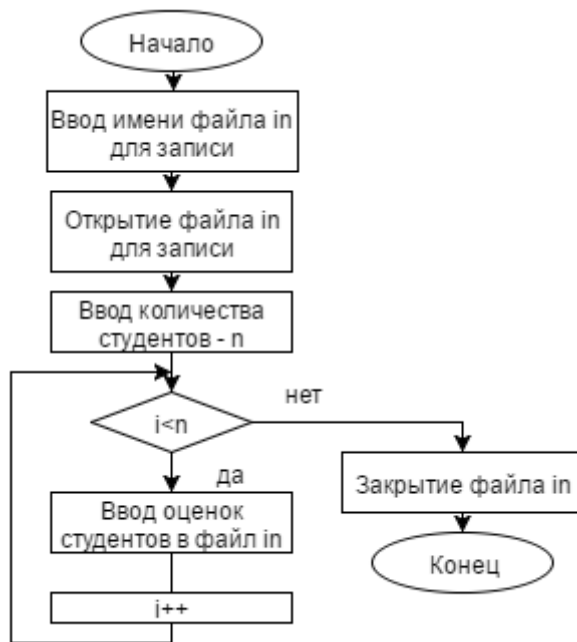 Начало
Ввод имени файла in
для записи
Открытие файла in
для записи
Ввод количества
студентов - n
i<n
нет
да
Ввод оценок
студентов в файл in
i++
Закрытие файла in
Конец